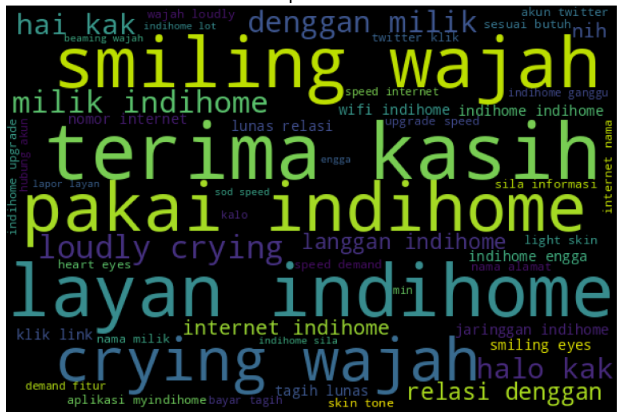 wajah loudly
akun twitter
hai kak
indihome lot
denggan milik
sesuai butuh
nih
beaming wajah
twitter klik
smiling wajah
speed internet
indihome ganggu
milik indihome
wifi indihome
indihome indihome
nomor internet
lunas relasi
upgrade speed
indihome upgrade
hubung akun
internet nama
terima kasih
engga
lapor layan
sod speed
sila informasi
pakai indihome
kalo
loudly crying
langgan indihome
light skin
indihome engga
heart eyes
speed demand
nama alamat
layan indihome
min
internet indihome
jaringgan indihome
klik link
nama milik
indihome sila
smiling eyes
crying wajah
halo kak
demand fitur
tagih lunas
relasi denggan
aplikasi myindihome
bayar tagih
skin tone